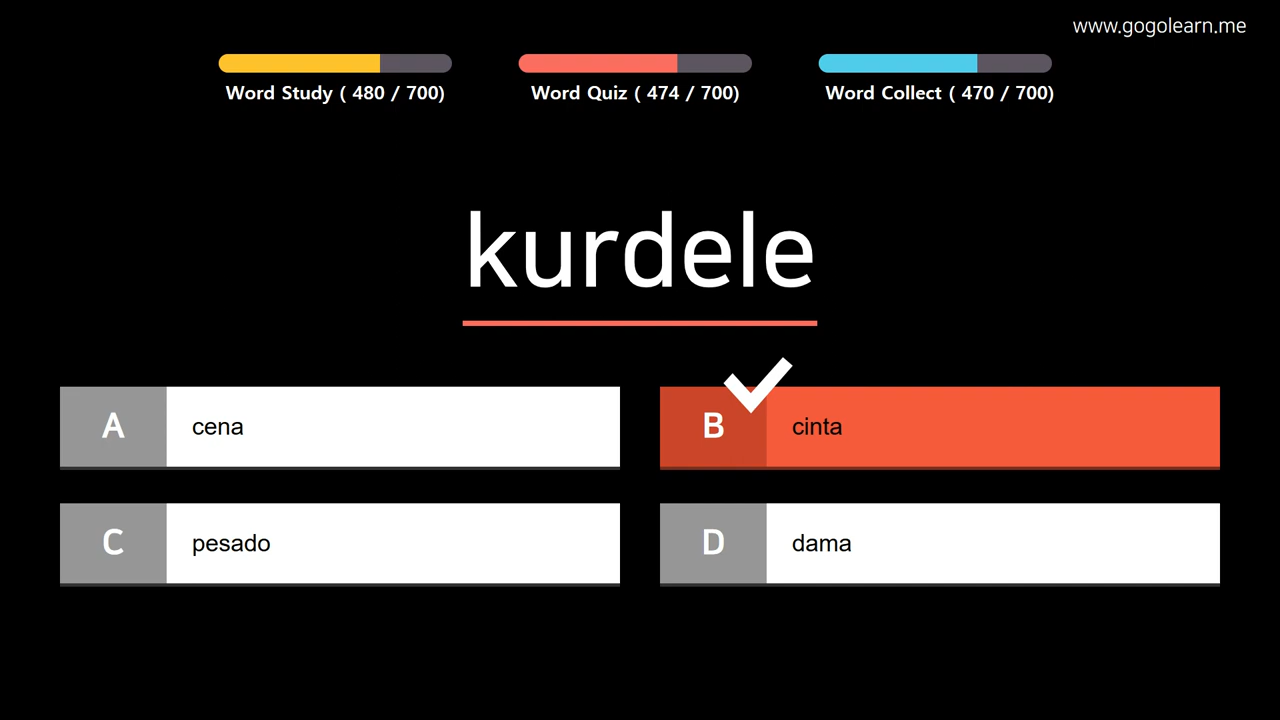 www.gogolearn.me
Word Study ( 480 / 700)
Word Quiz ( 474 / 700)
Word Collect ( 470 / 700)
kurdele
A cena
B cinta
C pesado
D dama